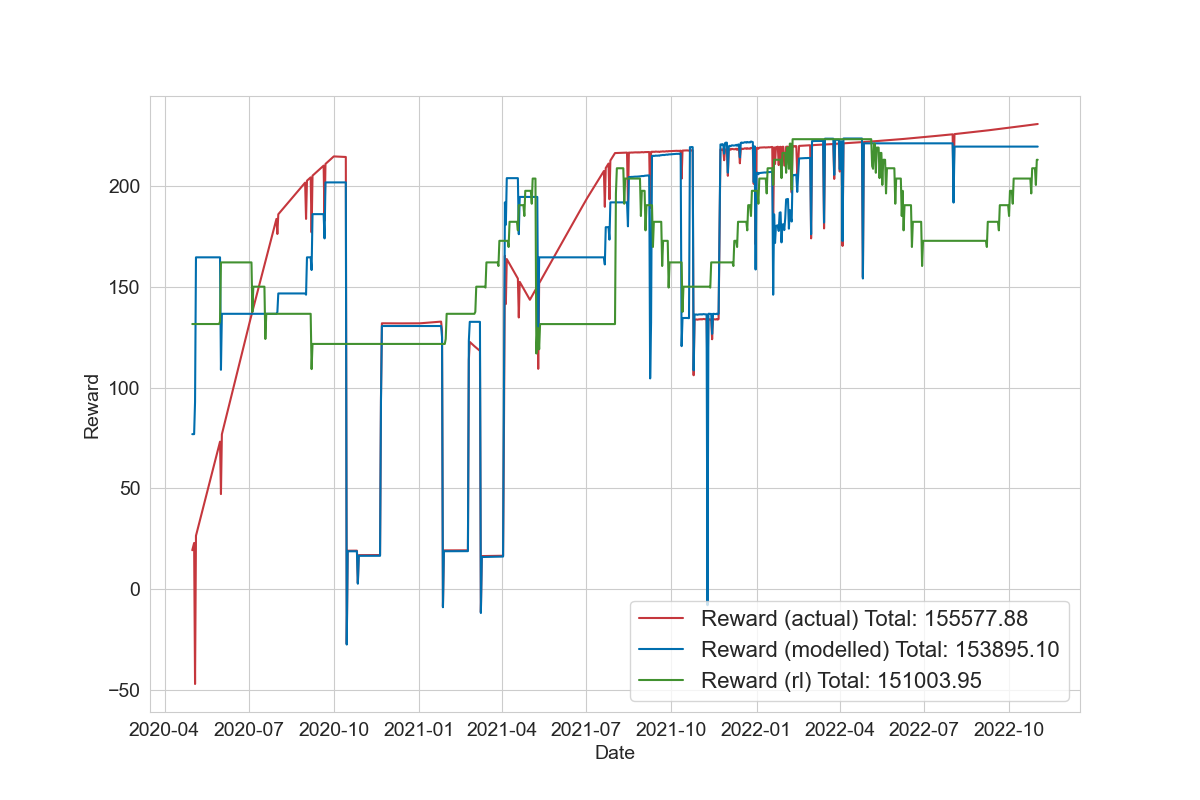 200
150
100
50
0
−50
Reward
2020-04 2020-07 2020-10 2021-01 2021-04 2021-07 2021-10 2022-01 2022-04 2022-07 2022-10
Date
Reward (actual) Total: 155577.88
Reward (modelled) Total: 153895.10
Reward (rl) Total: 151003.95